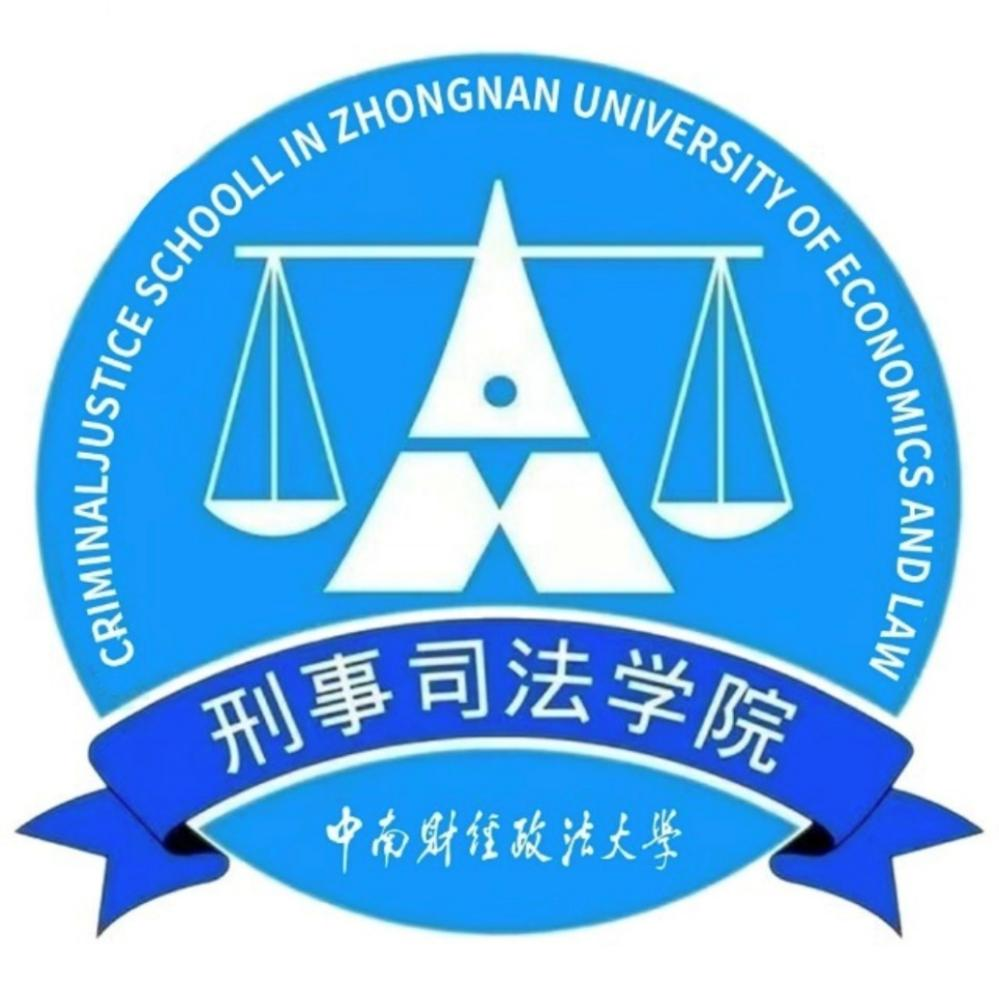 CRIMINALJUSTICE SCHOOLL IN ZHONGNAN UNIVERSITY OF ECONOMICS AND LAW
刑事司法学院
中南财经政法大学